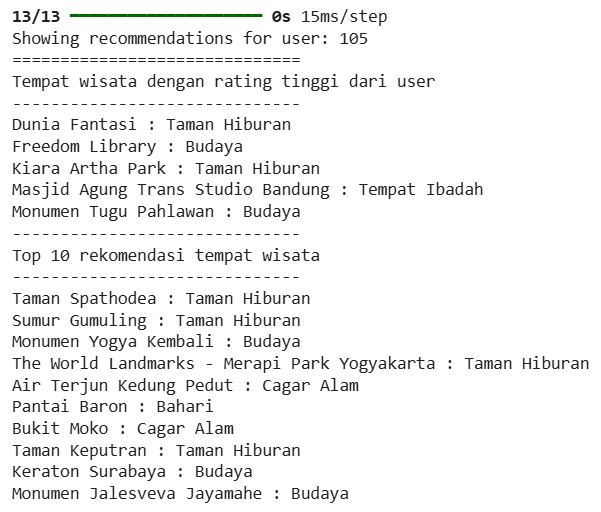 13/13 ━━━━━━━━━━━━━━━━━━━━ 0s 15ms/step
Showing recommendations for user: 105
==============================
Tempat wisata dengan rating tinggi dari user
------------------------------
Dunia Fantasi : Taman Hiburan
Freedom Library : Budaya
Kiara Artha Park : Taman Hiburan
Masjid Agung Trans Studio Bandung : Tempat Ibadah
Monumen Tugu Pahlawan : Budaya
------------------------------
Top 10 rekomendasi tempat wisata
------------------------------
Taman Spathodea : Taman Hiburan
Sumur Gumuling : Taman Hiburan
Monumen Yogya Kembali : Budaya
The World Landmarks - Merapi Park Yogyakarta : Taman Hiburan
Air Terjun Kedung Pedut : Cagar Alam
Pantai Baron : Bahari
Bukit Moko : Cagar Alam
Taman Keputran : Taman Hiburan
Keraton Surabaya : Budaya
Monumen Jalesveva Jayamahe : Budaya